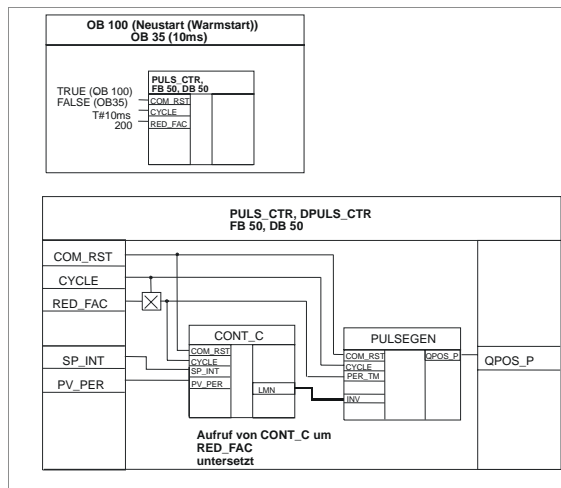 OB 100 (Neustart (Warmstart))
OB 35 (10ms)
PULS_CTR,
FB 50, DB 50
TRUE (OB 100)
FALSE (OB35)
COM_RST
T#10ms
CYCLE
200
RED_FAC
PULS_CTR, DPULS_CTR
FB 50, DB 50
COM_RST
CYCLE
RED_FAC
SP_INT
PV_PER
CONT_C
COM_RST
CYCLE
SP_INT
PV_PER
LMN
PULSEGEN
COM_RST
QPOS_P
CYCLE
PER_TM
INV
QPOS_P
Aufruf von CONT_C um
RED_FAC
untersetzt